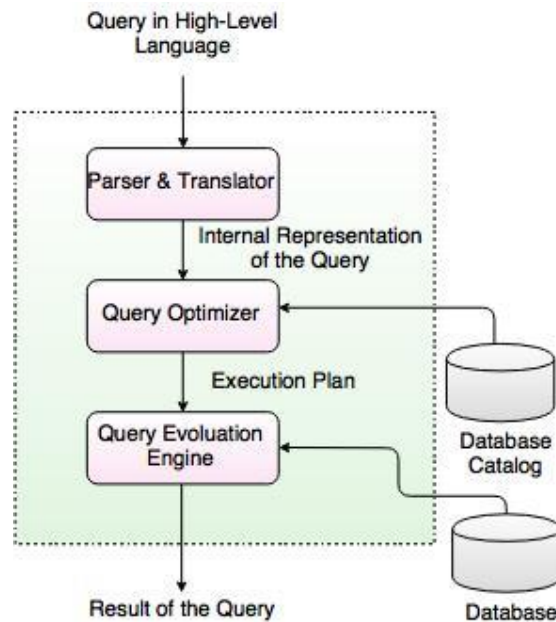 Query in High-Level
Language
Parser & Translator
Internal Representation
of the Query
Query Optimizer
Execution Plan
Query Evoluation
Engine
Database
Catalog
Result of the Query
Database